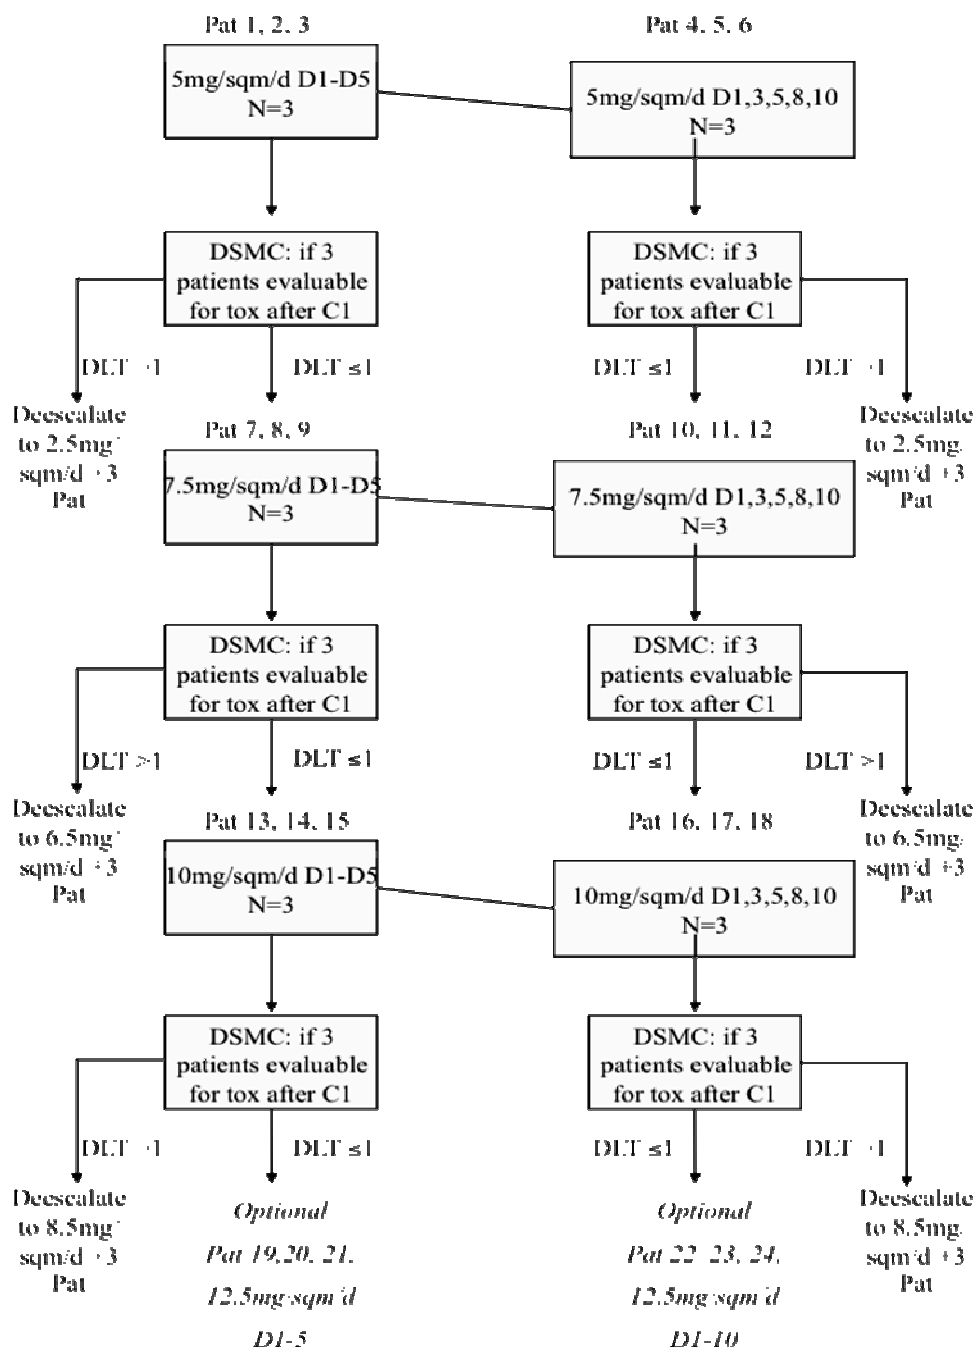 Pat 1, 2, 3
Pat 4, 5, 6
5mg/sqm/d D1-D5
N=3
5mg/sqm/d D1,3,5,8,10
N=3
DSMC: if 3
patients evaluable
for tox after C1
DSMC: if 3
patients evaluable
for tox after C1
DLT 1
DLT ≤1
DLT ≤1
DLT 1
Deescalate
to 2.5mg/
sqm/d +3
Pat
Pat 7, 8, 9
Pat 10, 11, 12
Deescalate
to 2.5mg/
sqm/d +3
Pat
7.5mg/sqm/d D1-D5
N=3
7.5mg/sqm/d D1,3,5,8,10
N=3
DSMC: if 3
patients evaluable
for tox after C1
DSMC: if 3
patients evaluable
for tox after C1
DLT >1
DLT ≤1
DLT ≤1
DLT >1
Deescalate
to 6.5mg/
sqm/d +3
Pat
Pat 13, 14, 15
Pat 16, 17, 18
Deescalate
to 6.5mg/
sqm/d +3
Pat
10mg/sqm/d D1-D5
N=3
10mg/sqm/d D1,3,5,8,10
N=3
DSMC: if 3
patients evaluable
for tox after C1
DSMC: if 3
patients evaluable
for tox after C1
DLT 1
DLT ≤1
DLT ≤1
DLT 1
Deescalate
to 8.5mg/
sqm/d +3
Pat
Optional
Pat 19,20, 21,
12.5mg/sqm/d
D1-5
Optional
Pat 22 23, 24,
12.5mg/sqm/d
D1-10
Deescalate
to 8.5mg/
sqm/d +3
Pat